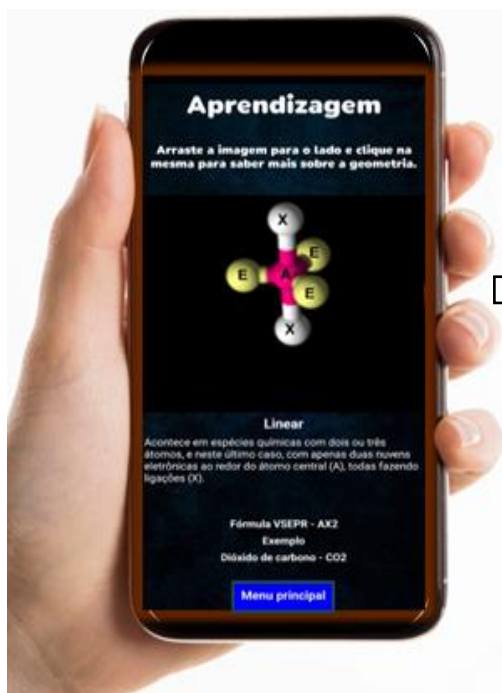 Aprendizagem
Arraste a imagem para o lado e clique na
mesma para saber mais sobre a geometria.
X
E
A
E
E
X
Linear
Acontece em espécies químicas com dois ou três
átomos, e neste último caso, com apenas duas nuvens
eletrônicas ao redor do átomo central (A), todas fazendo
ligações (X).
Fórmula VSEPR - AX2
Exemplo
Dióxido de carbono - CO2
Menu principal